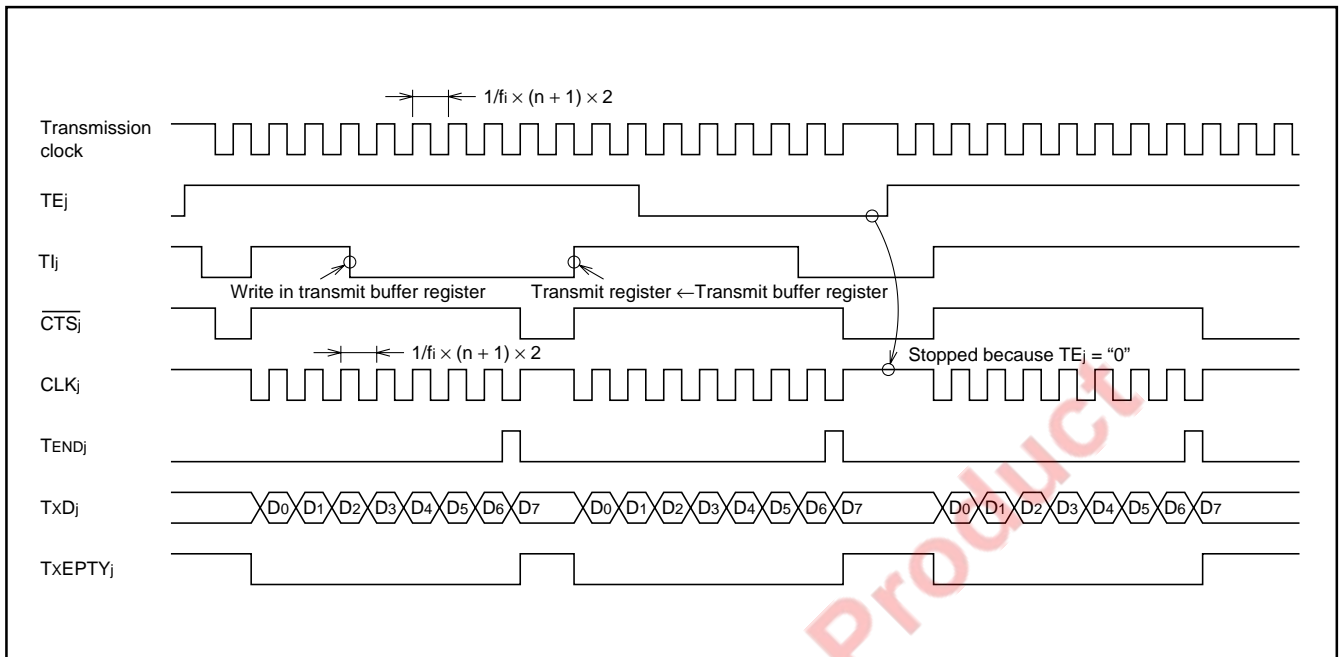 1/fi × (n + 1) × 2
Transmission
clock
TEj
TIj
Write in transmit buffer register
Transmit register ←Transmit buffer register
CTSj
1/fi × (n + 1) × 2
Stopped because TEj = “0”
CLKj
TENDj
TxDj
D0 D1 D2 D3 D4 D5 D6 D7 D0 D1 D2 D3 D4 D5 D6 D7 D0 D1 D2 D3 D4 D5 D6 D7
TxEPTYj
Product